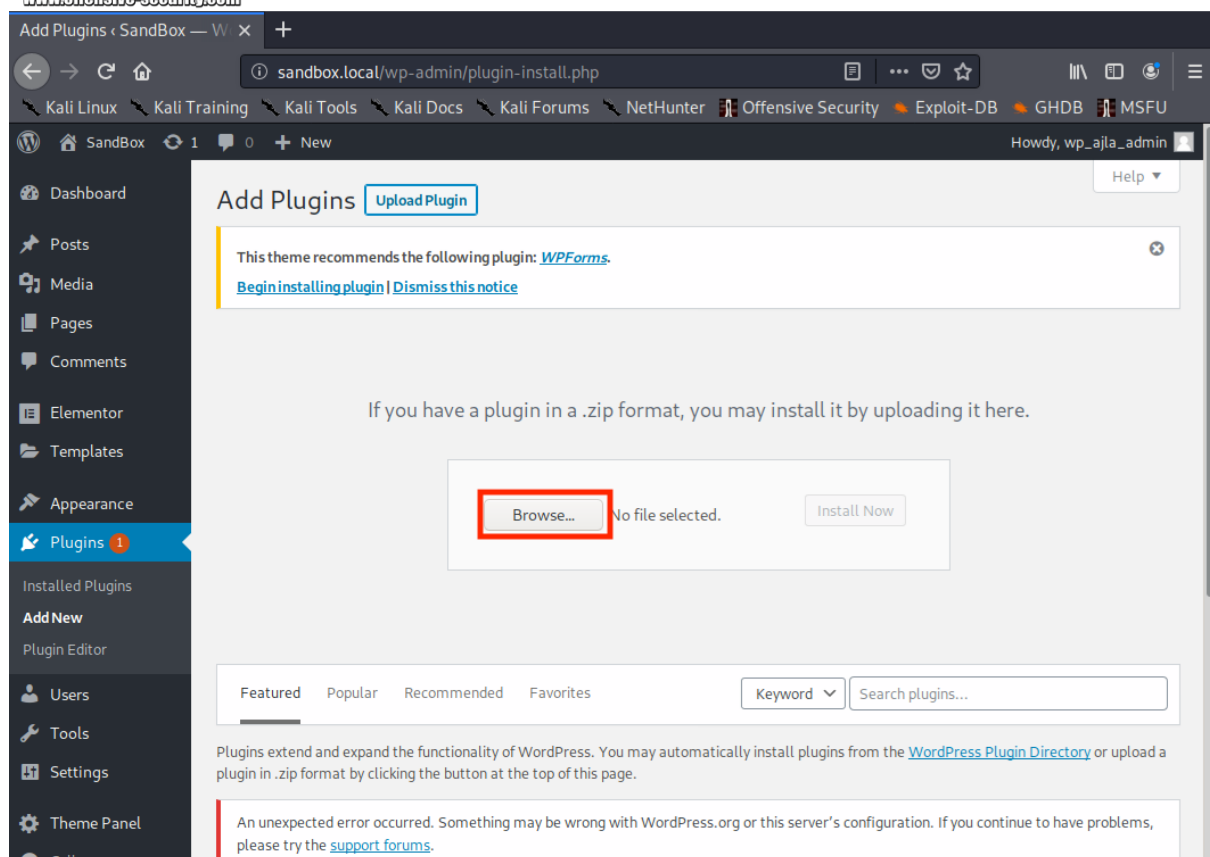 www.offensive-security.com
Add Plugins ‹ SandBox — W
sandbox.local/wp-admin/plugin-install.php
Kali Linux Kali Training Kali Tools Kali Docs Kali Forums NetHunter Offensive Security Exploit-DB GHDB MSFU
SandBox 1 0 + New Howdy, wp_ajla_admin
Help
Dashboard
Posts
Media
Pages
Comments
Elementor
Templates
Appearance
Plugins 1
Installed Plugins
Add New
Plugin Editor
Users
Tools
Settings
Theme Panel
Add Plugins Upload Plugin
This theme recommends the following plugin: WPForms.
Begin installing plugin | Dismiss this notice
If you have a plugin in a .zip format, you may install it by uploading it here.
Browse... No file selected. Install Now
Featured Popular Recommended Favorites Keyword Search plugins...
Plugins extend and expand the functionality of WordPress. You may automatically install plugins from the WordPress Plugin Directory or upload a
plugin in .zip format by clicking the button at the top of this page.
An unexpected error occurred. Something may be wrong with WordPress.org or this server’s configuration. If you continue to have problems,
please try the support forums.